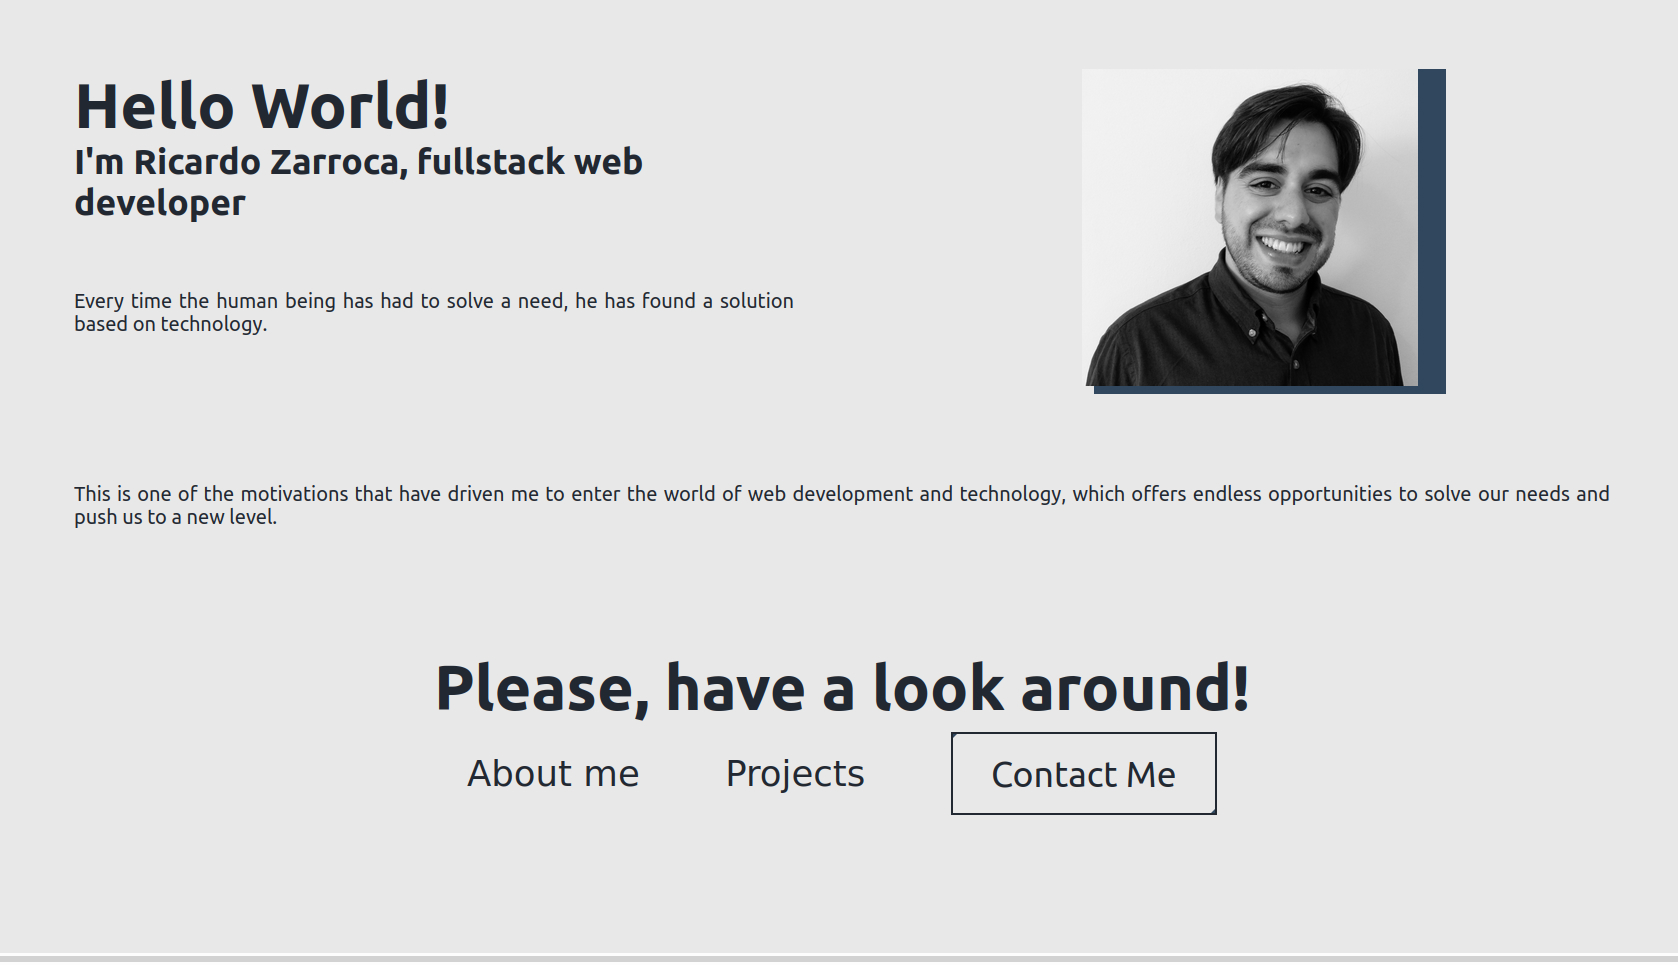 Hello World!
I'm Ricardo Zarroca, fullstack web
developer
Every time the human being has had to solve a need, he has found a solution
based on technology.
This is one of the motivations that have driven me to enter the world of web development and technology, which offers endless opportunities to solve our needs and
push us to a new level.
Please, have a look around!
About me
Projects
Contact Me